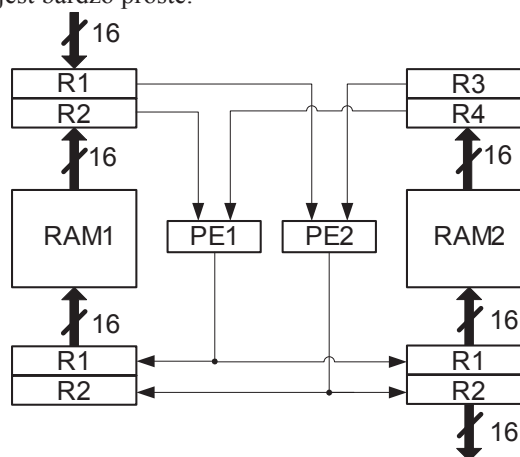 jest bardzo proste.
16
R1
R2
R3
R4
16
16
RAM1
PE1
PE2
RAM2
16
16
R1
R2
R1
R2
16